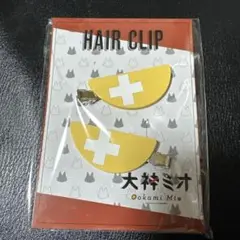 HAIR CLIP
大神ミオ
Ookami Mio